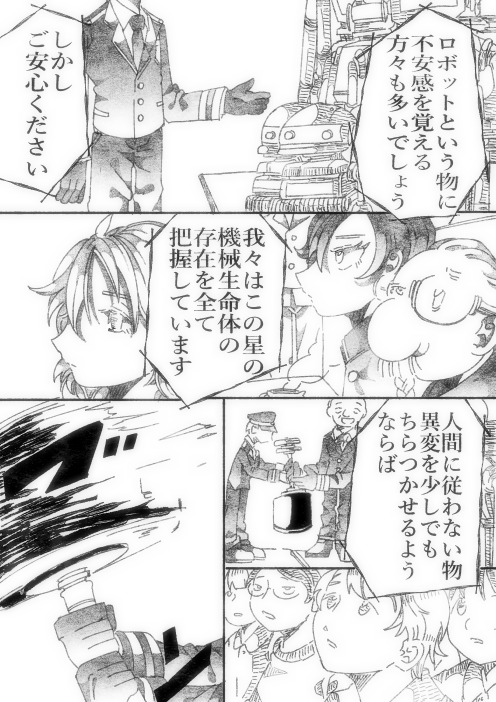 ロボットという物に
不安感を覚える
方々も多いでしょう
しかし
ご安心ください
我々はこの星の
機械生命体の
存在を全て
把握しています
人間に従わない物
異変を少しでも
ちらつかせるよう
ならば